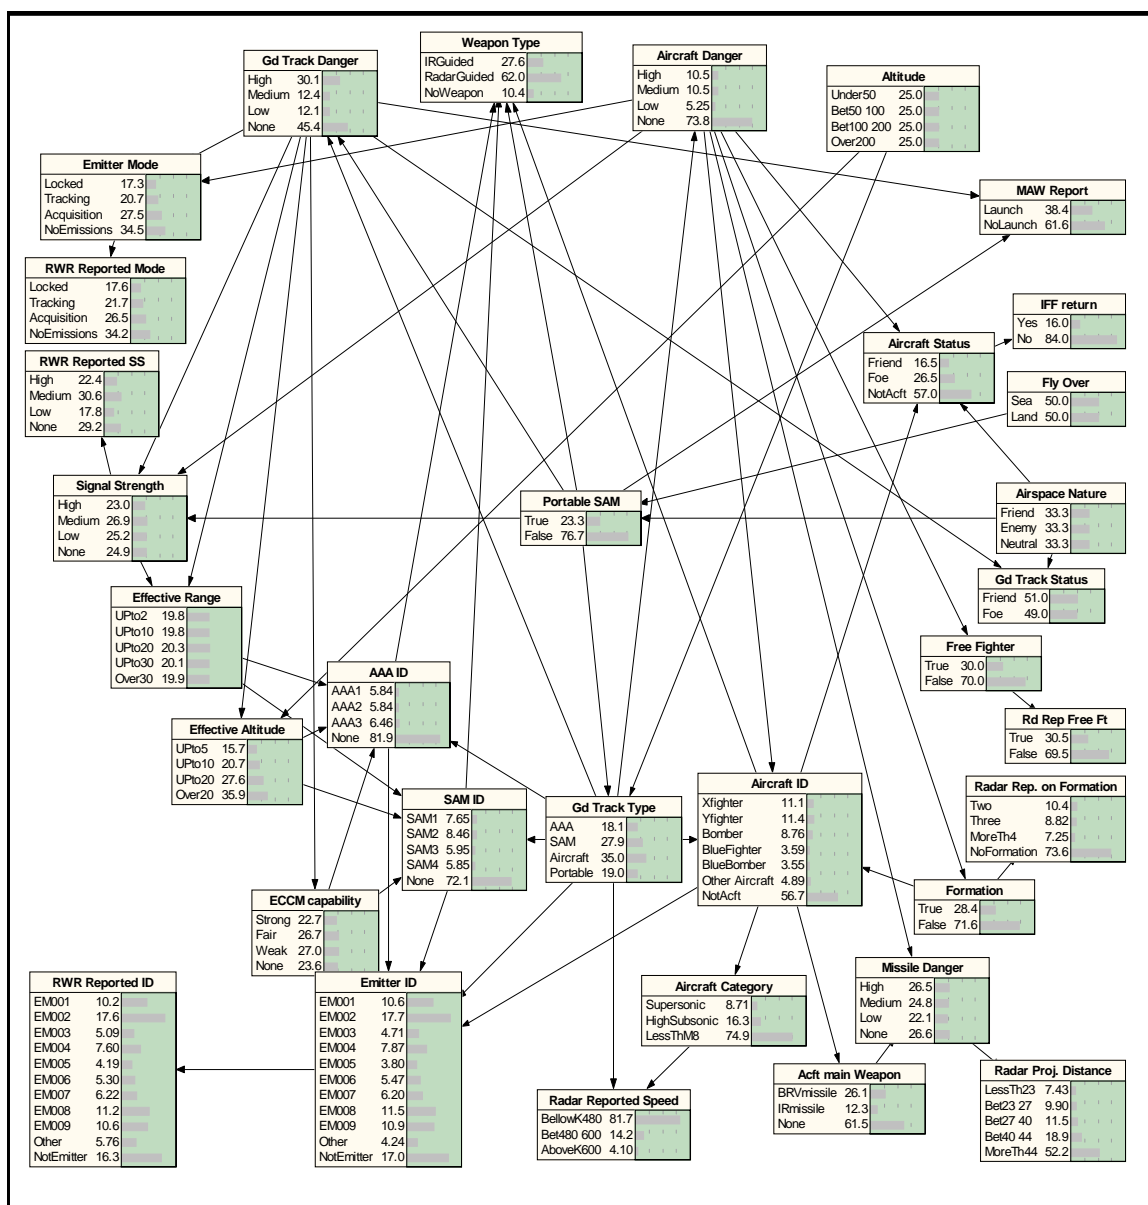 Weapon Type
IRGuided 27.6
RadarGuided 62.0
NoWeapon 10.4
Gd Track Danger
High 30.1
Medium 12.4
Low 12.1
None 45.4
Aircraft Danger
High 10.5
Medium 10.5
Low 5.25
None 73.8
Altitude
Under50 25.0
Bet50 100 25.0
Bet100 200 25.0
Over200 25.0
Emitter Mode
Locked 17.3
Tracking 20.7
Acquisition 27.5
NoEmissions 34.5
MAW Report
Launch 38.4
NoLaunch 61.6
RWR Reported Mode
Locked 17.6
Tracking 21.7
Acquisition 26.5
NoEmissions 34.2
IFF return
Yes 16.0
No 84.0
Aircraft Status
Friend 16.5
Foe 26.5
NotAcft 57.0
RWR Reported SS
High 22.4
Medium 30.6
Low 17.8
None 29.2
Fly Over
Sea 50.0
Land 50.0
Signal Strength
High 23.0
Medium 26.9
Low 25.2
None 24.9
Portable SAM
True 23.3
False 76.7
Airspace Nature
Friend 33.3
Enemy 33.3
Neutral 33.3
Gd Track Status
Friend 51.0
Foe 49.0
Effective Range
UPto2 19.8
UPto10 19.8
UPto20 20.3
UPto30 20.1
Over30 19.9
Free Fighter
True 30.0
False 70.0
AAA ID
AAA1 5.84
AAA2 5.84
AAA3 6.46
None 81.9
Rd Rep Free Ft
True 30.5
False 69.5
Effective Altitude
UPto5 15.7
UPto10 20.7
UPto20 27.6
Over20 35.9
SAM ID
SAM1 7.65
SAM2 8.46
SAM3 5.95
SAM4 5.85
None 72.1
Gd Track Type
AAA 18.1
SAM 27.9
Aircraft 35.0
Portable 19.0
Aircraft ID
Xfighter 11.1
Yfighter 11.4
Bomber 8.76
BlueFighter 3.59
BlueBomber 3.55
Other Aircraft 4.89
NotAcft 56.7
Radar Rep. on Formation
Two 10.4
Three 8.82
MoreTh4 7.25
NoFormation 73.6
ECCM capability
Strong 22.7
Fair 26.7
Weak 27.0
None 23.6
Formation
True 28.4
False 71.6
RWR Reported ID
EM001 10.2
EM002 17.6
EM003 5.09
EM004 7.60
EM005 4.19
EM006 5.30
EM007 6.22
EM008 11.2
EM009 10.6
Other 5.76
NotEmitter 16.3
Emitter ID
EM001 10.6
EM002 17.7
EM003 4.71
EM004 7.87
EM005 3.80
EM006 5.47
EM007 6.20
EM008 11.5
EM009 10.9
Other 4.24
NotEmitter 17.0
Aircraft Category
Supersonic 8.71
HighSubsonic 16.3
LessThM8 74.9
Missile Danger
High 26.5
Medium 24.8
Low 22.1
None 26.6
Radar Reported Speed
BellowK480 81.7
Bet480 600 14.2
AboveK600 4.10
Acft main Weapon
BRVmissile 26.1
IRmissile 12.3
None 61.5
Radar Proj. Distance
LessTh23 7.43
Bet23 27 9.90
Bet27 40 11.5
Bet40 44 18.9
MoreTh44 52.2